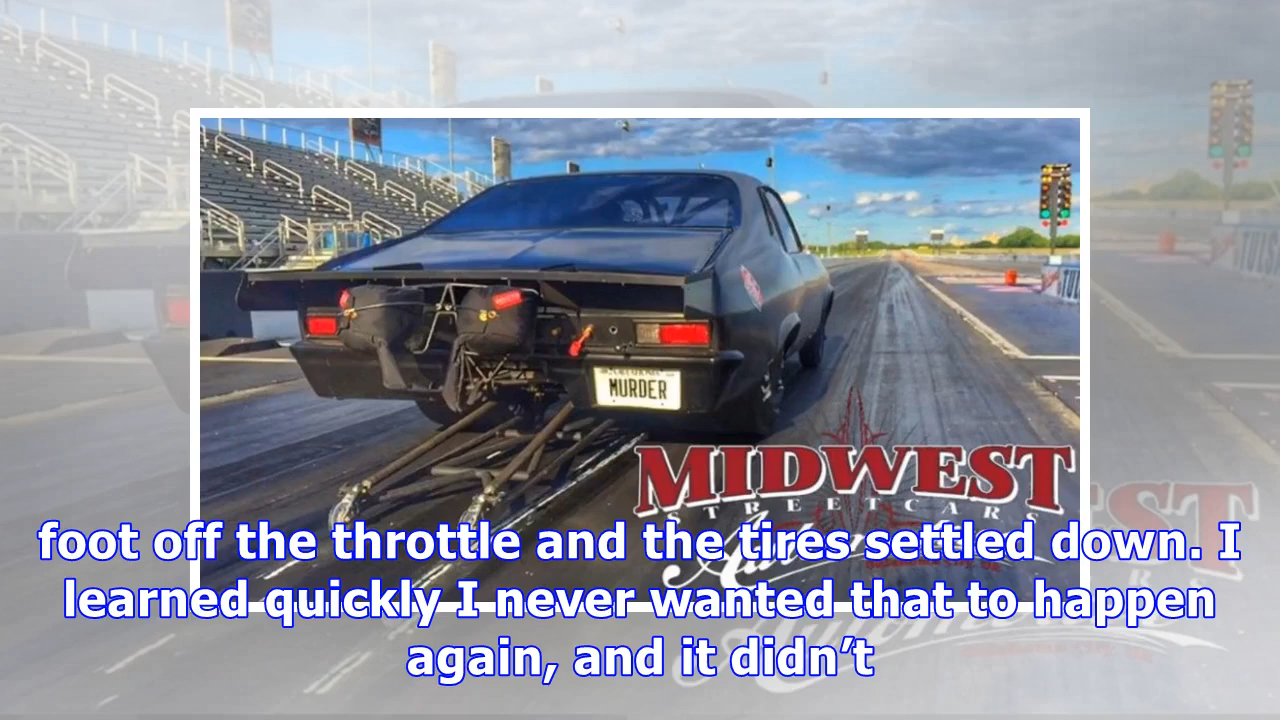 MURDER
MIDWEST
STREETCARS
foot off the throttle and the tires settled down. I
learned quickly I never wanted that to happen
again, and it didn’t